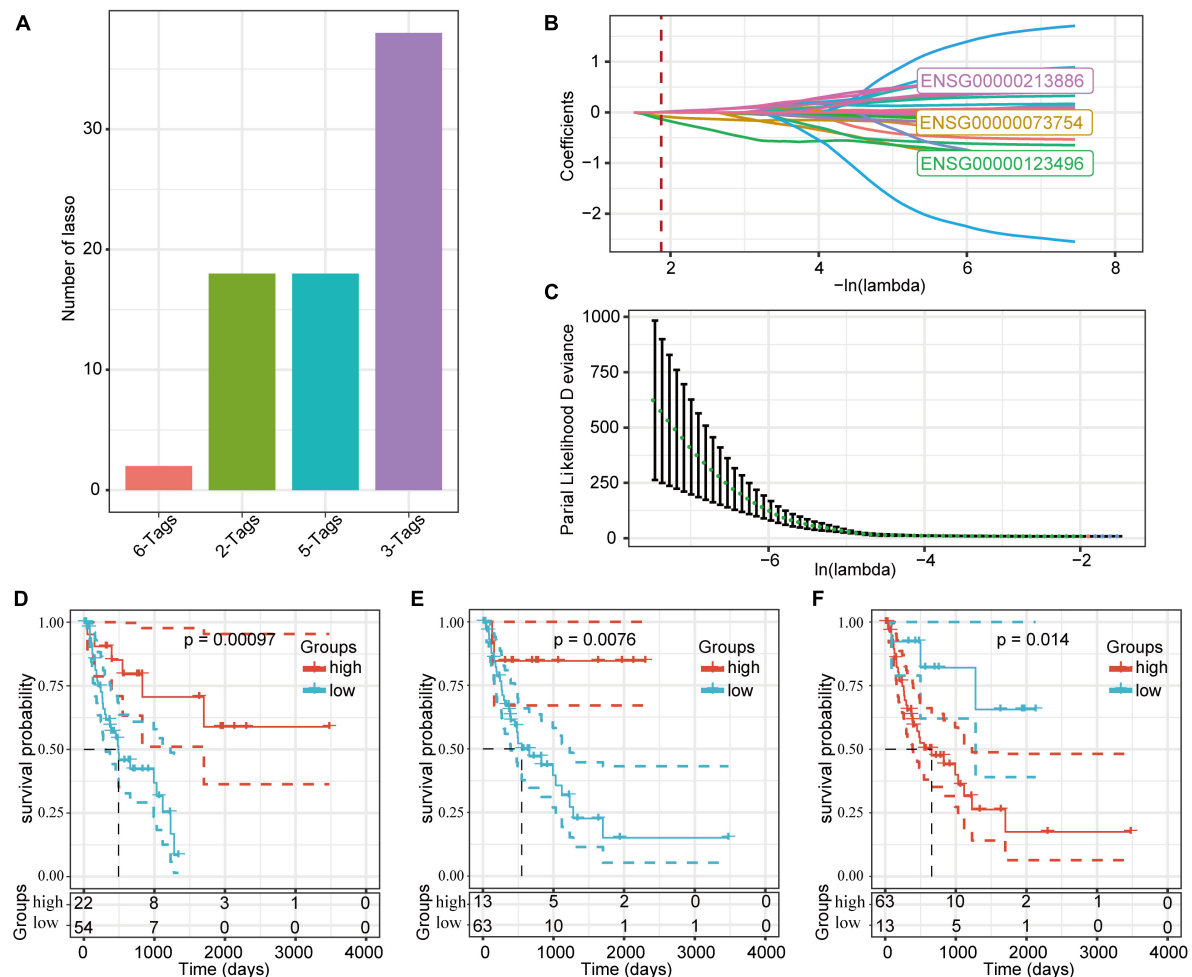 A
Number of lasso
30
20
10
0
6-Tags
2-Tags
5-Tags
3-Tags
B
Coefficients
1
0
−1
−2
ENSG00000213886
ENSG00000073754
ENSG00000123496
2
4
6
8
−ln(lambda)
C
Parial Likelihood D eviance
1000
750
500
250
0
−6
−4
−2
ln(lambda)
D
survival probability
1.00
0.75
0.50
0.25
0.00
p = 0.00097
Groups
high
low
Groups
high 22 8 3 1 0
low 54 7 0 0 0
0 1000 2000 3000 4000
Time (days)
E
survival probability
1.00
0.75
0.50
0.25
0.00
p = 0.0076
Groups
high
low
Groups
high 13 5 2 0 0
low 63 10 1 1 0
0 1000 2000 3000 4000
Time (days)
F
survival probability
1.00
0.75
0.50
0.25
0.00
p = 0.014
Groups
high
low
Groups
high 63 10 2 1 0
low 13 5 1 0 0
0 1000 2000 3000 4000
Time (days)